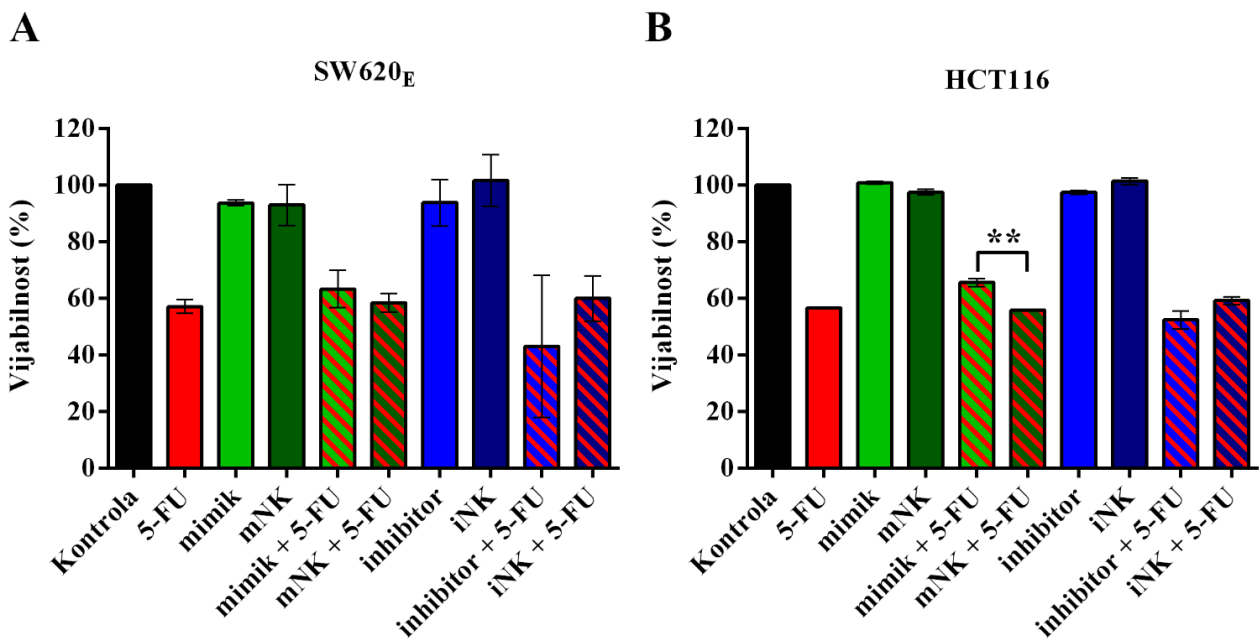 A
SW620E
Vijabilnost (%)
120
100
80
60
40
20
0
Kontrola
5-FU
mimik
mNK
mimik + 5-FU
mNK + 5-FU
inhibitor
iNK
inhibitor + 5-FU
iNK + 5-FU
B
HCT116
Vijabilnost (%)
120
100
80
60
40
20
0
**
Kontrola
5-FU
mimik
mNK
mimik + 5-FU
mNK + 5-FU
inhibitor
iNK
inhibitor + 5-FU
iNK + 5-FU